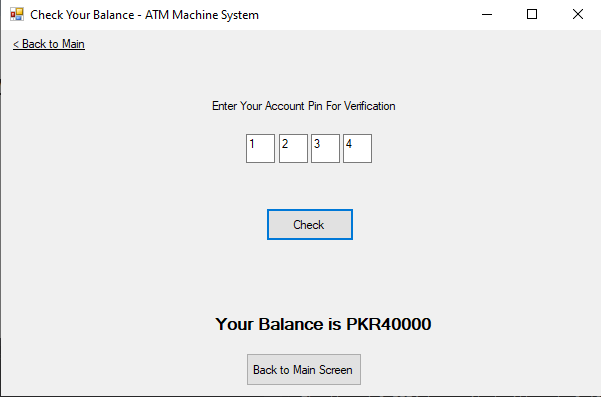 Check Your Balance - ATM Machine System
< Back to Main
Enter Your Account Pin For Verification
1 2 3 4
Check
Your Balance is PKR40000
Back to Main Screen